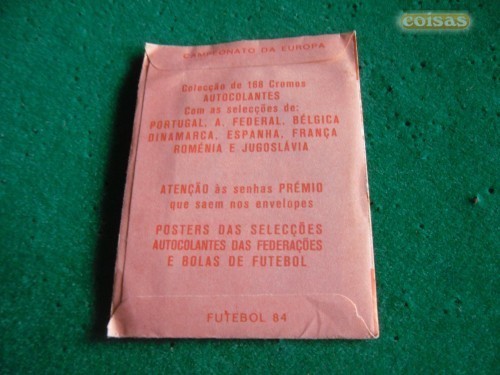 coisas
CAMPEONATO DA EUROPA
Colecção de 168 Cromos
AUTOCOLANTES
Com as selecções de:
PORTUGAL, A. FEDERAL, BÉLGICA
DINAMARCA, ESPANHA, FRANÇA
ROMÉNIA E JUGOSLÁVIA
ATENÇÃO às senhas PRÉMIO
que saem nos envelopes
POSTERS DAS SELECÇÕES
AUTOCOLANTES DAS FEDERAÇÕES
E BOLAS DE FUTEBOL
FUTEBOL 84